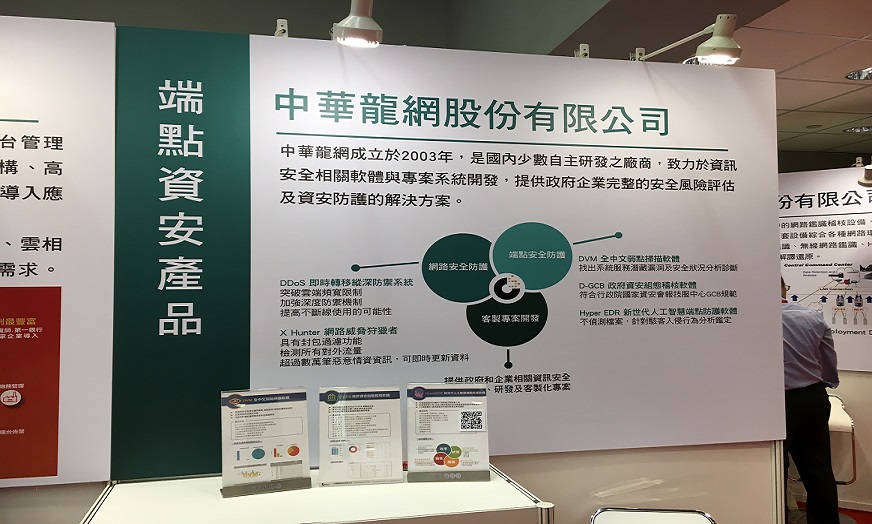 台管理
構、高
導入應
、雲相
需求。
端點資安產品
中華龍網股份有限公司
中華龍網成立於2003年，是國內少數自主研發之廠商，致力於資訊
安全相關軟體與專案系統開發，提供政府企業完整的安全風險評估
及資安防護的解決方案。
網路安全防護
端點安全防護
客製專案開發
DDoS 即時轉移縱深防禦系統
突破雲端頻寬限制
加強深度防禦機制
提高不斷線使用的可能性
X Hunter 網路威脅狩獵者
具有封包過濾功能
檢測所有對外流量
超過數萬筆惡意情資資訊，可即時更新資料
DVM 全中文弱點掃描軟體
找出系統服務潛藏漏洞及安全狀況分析診斷
D-GCB 政府資安組態稽核軟體
符合行政院國家資安會報技服中心GCB規範
Hyper EDR 新世代人工智慧端點防護軟體
不偵測檔案，針對駭客入侵行為分析鑑定
提供政府和企業相關資訊安全
、研發及客製化專案
份有限公司
Central Command Center